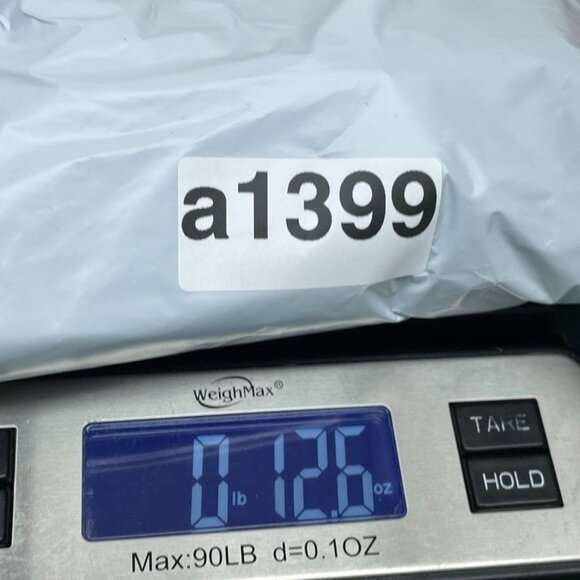 a1399
WeighMax®
0 lb 12.6 oz
TARE
HOLD
Max:90LB d=0.1OZ